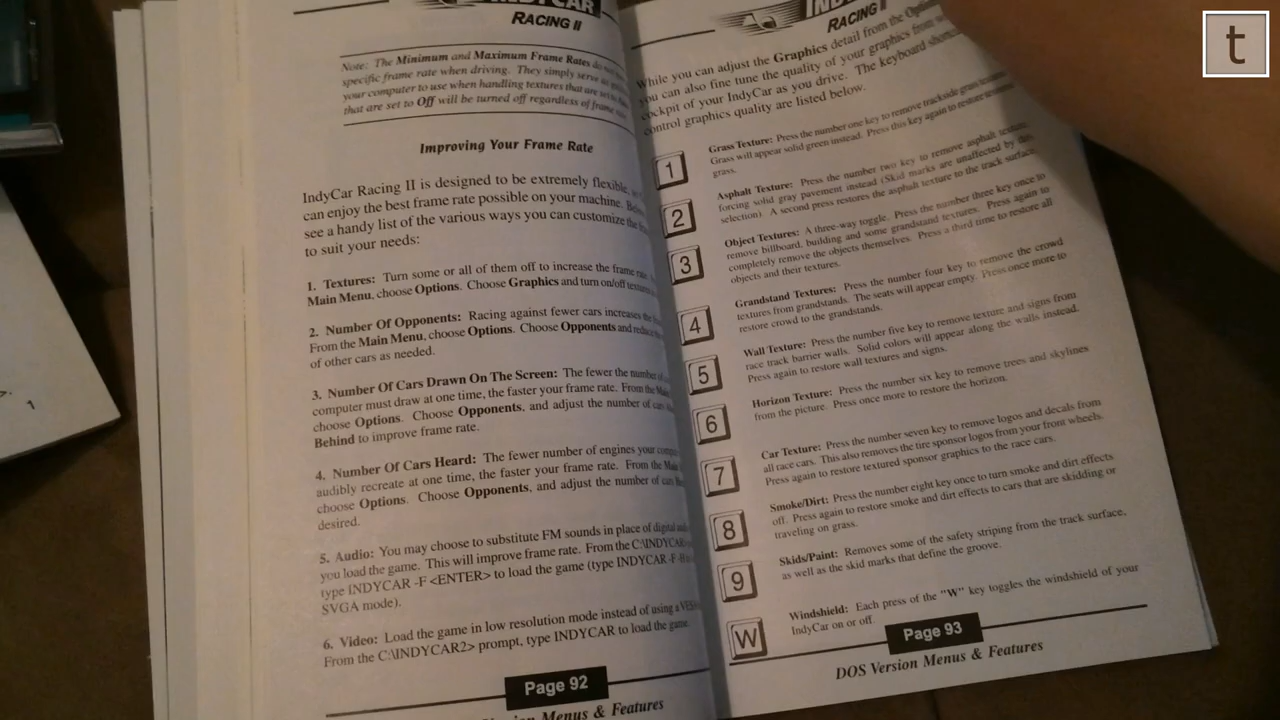 INDYCAR
RACING II
Note: The Minimum and Maximum Frame Rates do
specific frame rate when driving. They simply serve
your computer to use when handling textures that are
that are set to Off will be turned off regardless of frame
Improving Your Frame Rate
IndyCar Racing II is designed to be extremely flexible,
can enjoy the best frame rate possible on your machine.
see a handy list of the various ways you can customize the
to suit your needs:
1. Textures: Turn some or all of them off to increase the frame
Main Menu, choose Options. Choose Graphics and turn on/off
2. Number Of Opponents: Racing against fewer cars increases
From the Main Menu, choose Options. Choose Opponents and
of other cars as needed.
3. Number Of Cars Drawn On The Screen: The fewer the number
computer must draw at one time, the faster your frame rate. From the
choose Options. Choose Opponents, and adjust the number of
Behind to improve frame rate.
4. Number Of Cars Heard: The fewer number of engines your
audibly recreate at one time, the faster your frame rate. From the
choose Options. Choose Opponents, and adjust the number of cars
desired.
5. Audio: You may choose to substitute FM sounds in place of digital
you load the game. This will improve frame rate. From the
type INDYCAR -F <ENTER> to load the game (type INDYCAR -F
SVGA mode).
6. Video: Load the game in low resolution mode instead of using a
From the C:\INDYCAR2> prompt, type INDYCAR to load the game.
Page 92
Menus & Features
RACING II
While you can adjust the Graphics detail from the
you can also fine tune the quality of your graphics from
cockpit of your IndyCar as you drive. The keyboard
control graphics quality are listed below.
1
Grass Texture: Press the number one key to remove trackside grass
Grass will appear solid green instead. Press this key again to restore
grass.
2
Asphalt Texture: Press the number two key to remove asphalt
forcing solid gray pavement instead (Skid marks are unaffected by this
selection). A second press restores the asphalt texture to the track surface.
3
Object Textures: A three-way toggle. Press the number three key once to
remove billboard, building and some grandstand textures. Press again to
completely remove the objects themselves. Press a third time to restore all
objects and their textures.
4
Grandstand Textures: Press the number four key to remove the crowd
textures from grandstands. The seats will appear empty. Press once more to
restore crowd to the grandstands.
5
Wall Texture: Press the number five key to remove texture and signs from
race track barrier walls. Solid colors will appear along the walls instead.
Press again to restore wall textures and signs.
6
Horizon Texture: Press the number six key to remove trees and skylines
from the picture. Press once more to restore the horizon.
7
Car Texture: Press the number seven key to remove logos and decals from
all race cars. This also removes the tire sponsor logos from your front wheels.
Press again to restore textured sponsor graphics to the race cars.
8
Smoke/Dirt: Press the number eight key once to turn smoke and dirt effects
off. Press again to restore smoke and dirt effects to cars that are skidding or
traveling on grass.
9
Skids/Paint: Removes some of the safety striping from the track surface,
as well as the skid marks that define the groove.
W
Windshield: Each press of the "W" key toggles the windshield of your
IndyCar on or off.
Page 93
DOS Version Menus & Features
1
t